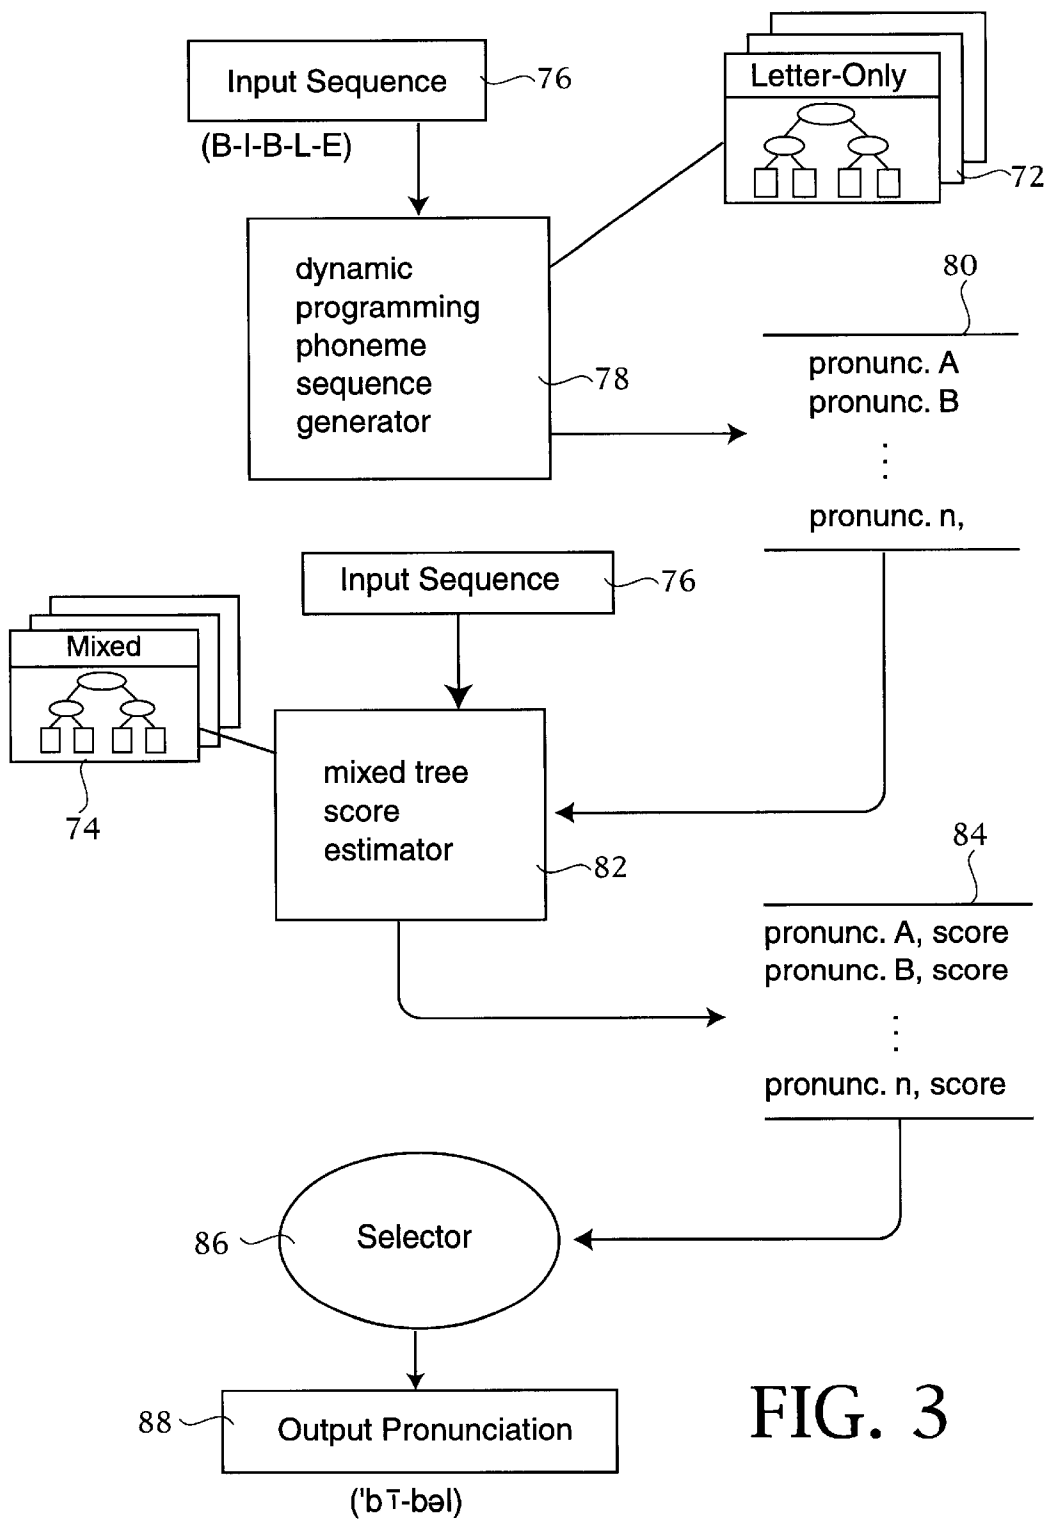 Input Sequence
76
(B-I-B-L-E)
Letter-Only
72
dynamic
programming
phoneme
sequence
generator
78
80
pronunc. A
pronunc. B
pronunc. n,
Input Sequence
76
Mixed
74
mixed tree
score
estimator
82
84
pronunc. A, score
pronunc. B, score
pronunc. n, score
Selector
86
88
Output Pronunciation
('bī-bəl)
FIG. 3